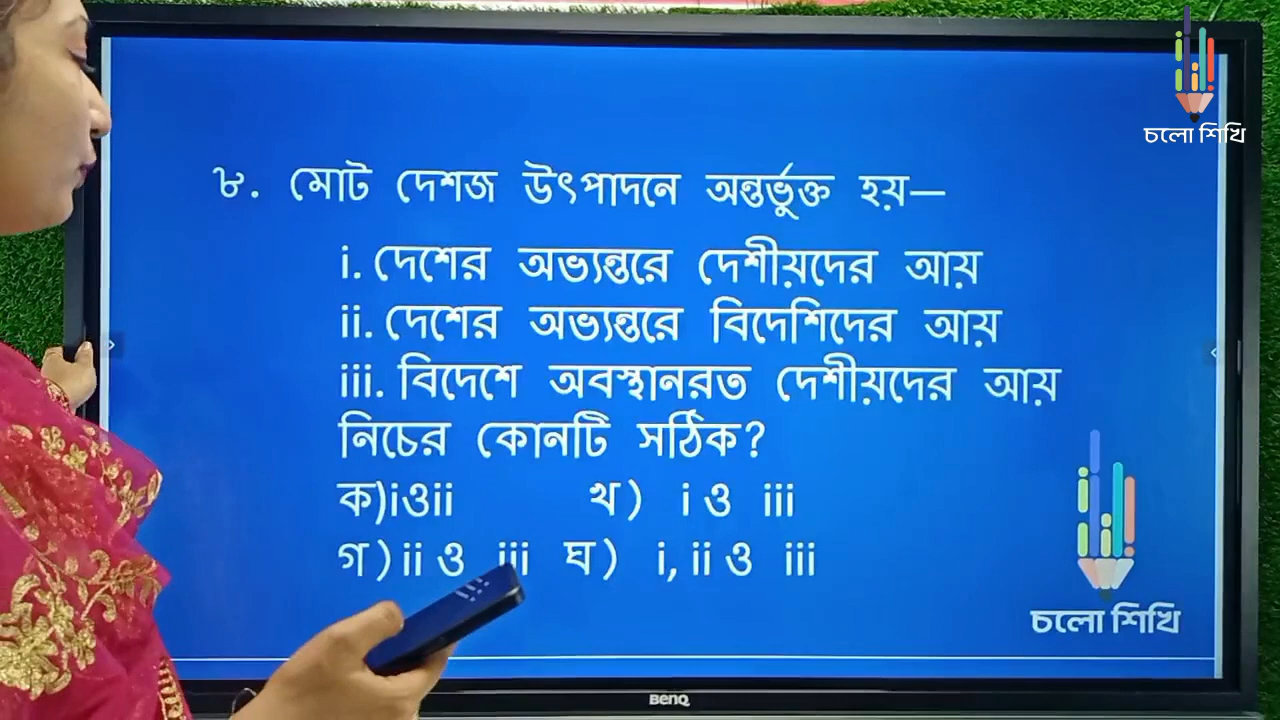 চলো শিখি
৮. মোট দেশজ উৎপাদনে অন্তর্ভুক্ত হয়—
i. দেশের অভ্যন্তরে দেশীয়দের আয়
ii. দেশের অভ্যন্তরে বিদেশিদের আয়
iii. বিদেশে অবস্থানরত দেশীয়দের আয়
নিচের কোনটি সঠিক?
ক)iওii খ) i ও iii
গ) ii ও iii ঘ) i, ii ও iii
চলো শিখি
BenQ